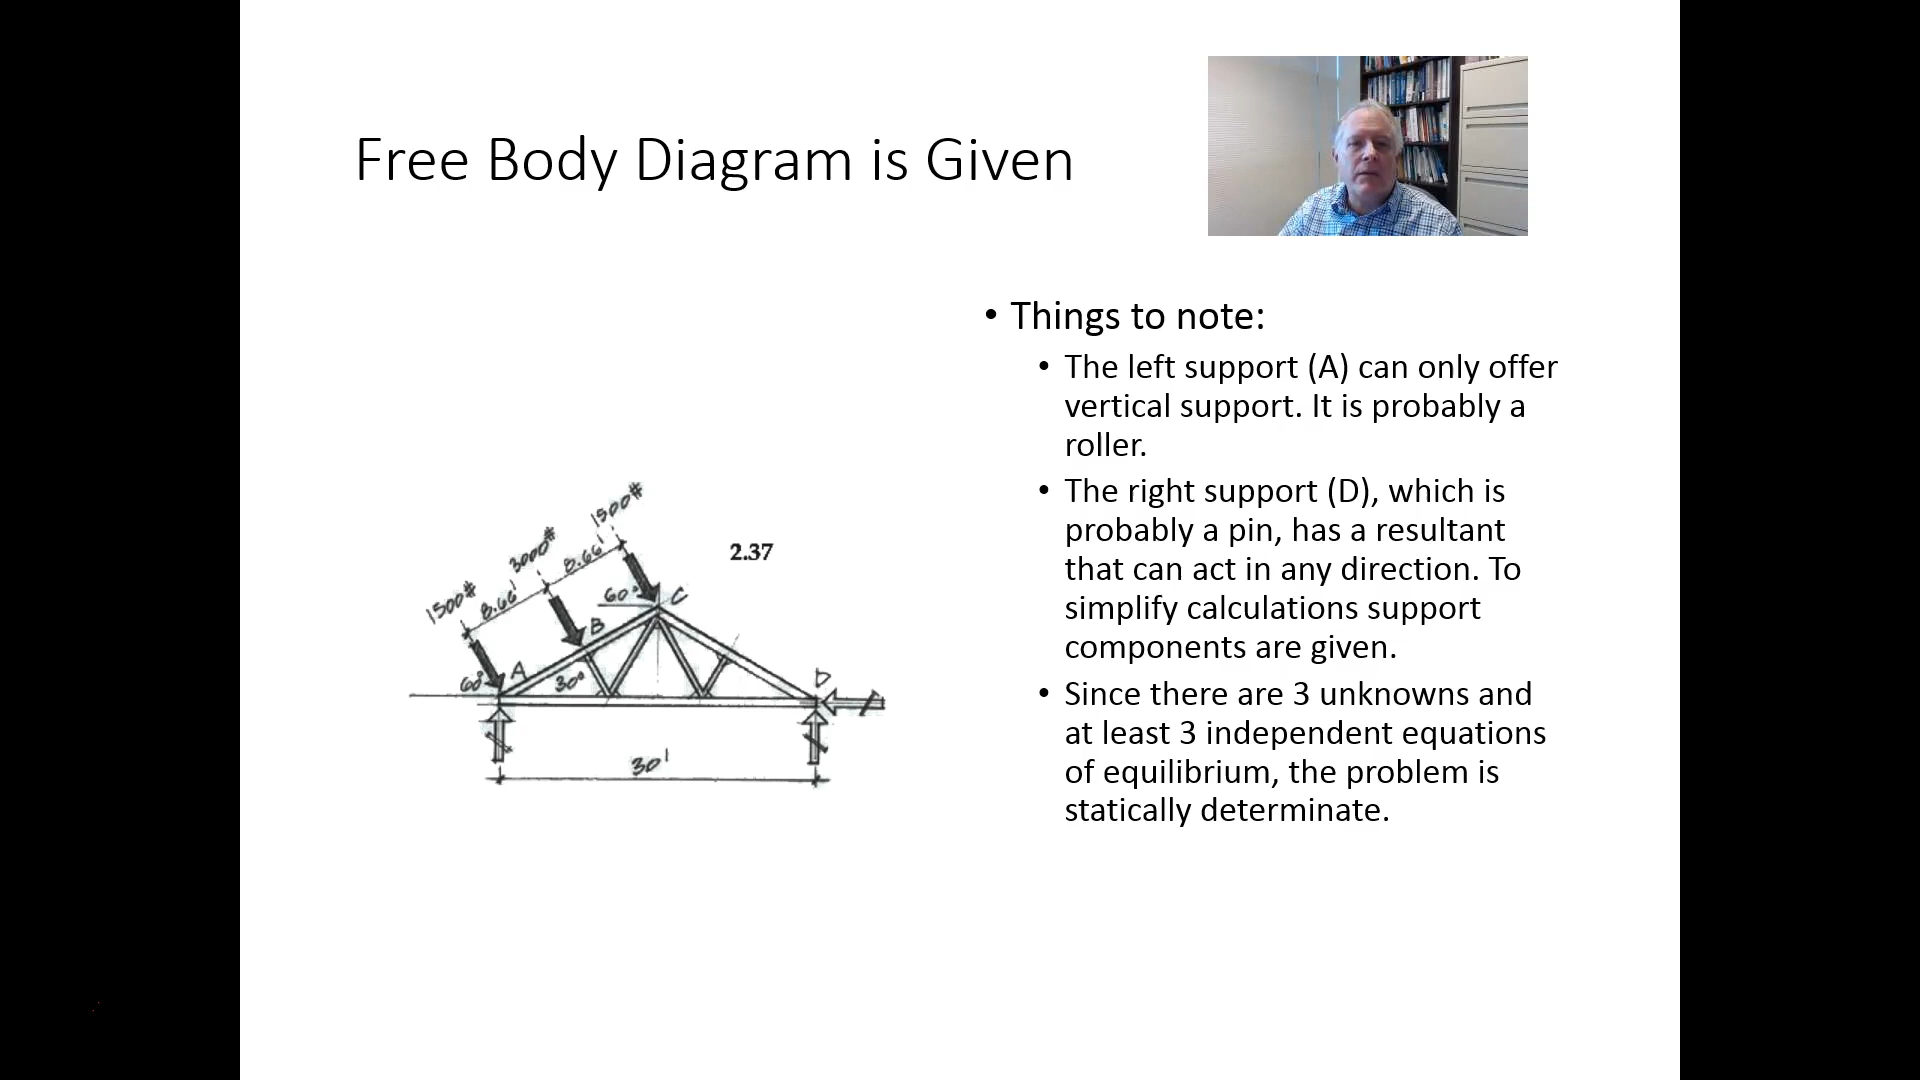 Free Body Diagram is Given
• Things to note:
• The left support (A) can only offer
vertical support. It is probably a
roller.
• The right support (D), which is
probably a pin, has a resultant
that can act in any direction. To
simplify calculations support
components are given.
• Since there are 3 unknowns and
at least 3 independent equations
of equilibrium, the problem is
statically determinate.
1500#
3000#
8.66'
1500#
8.66'
2.37
60°
C
B
A
60°
30°
D
30'